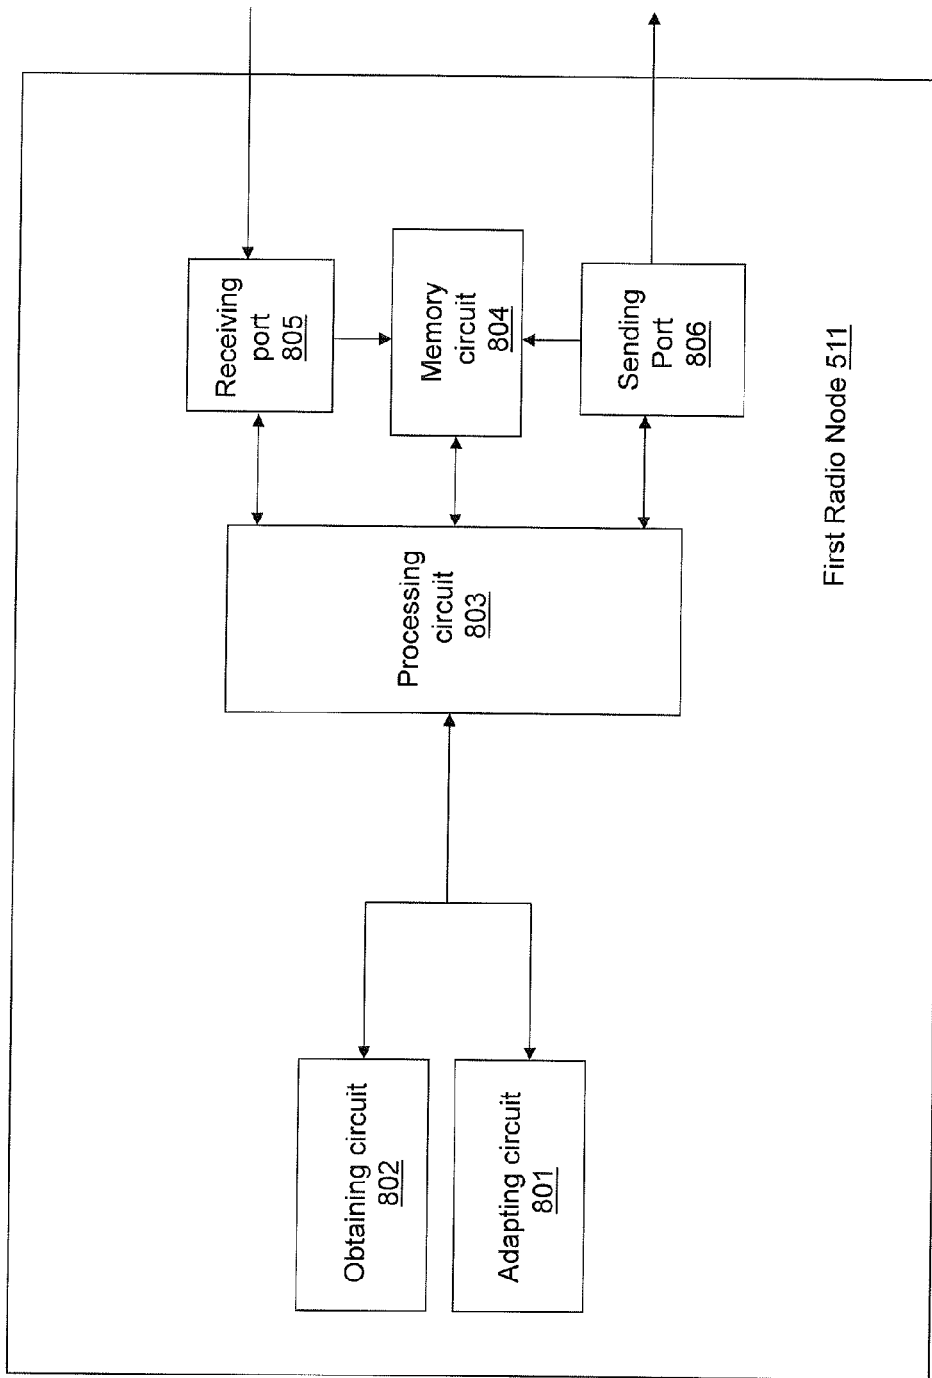 Obtaining circuit
802
Adapting circuit
801
Processing
circuit
803
Receiving
port
805
Memory
circuit
804
Sending
Port
806
First Radio Node 511